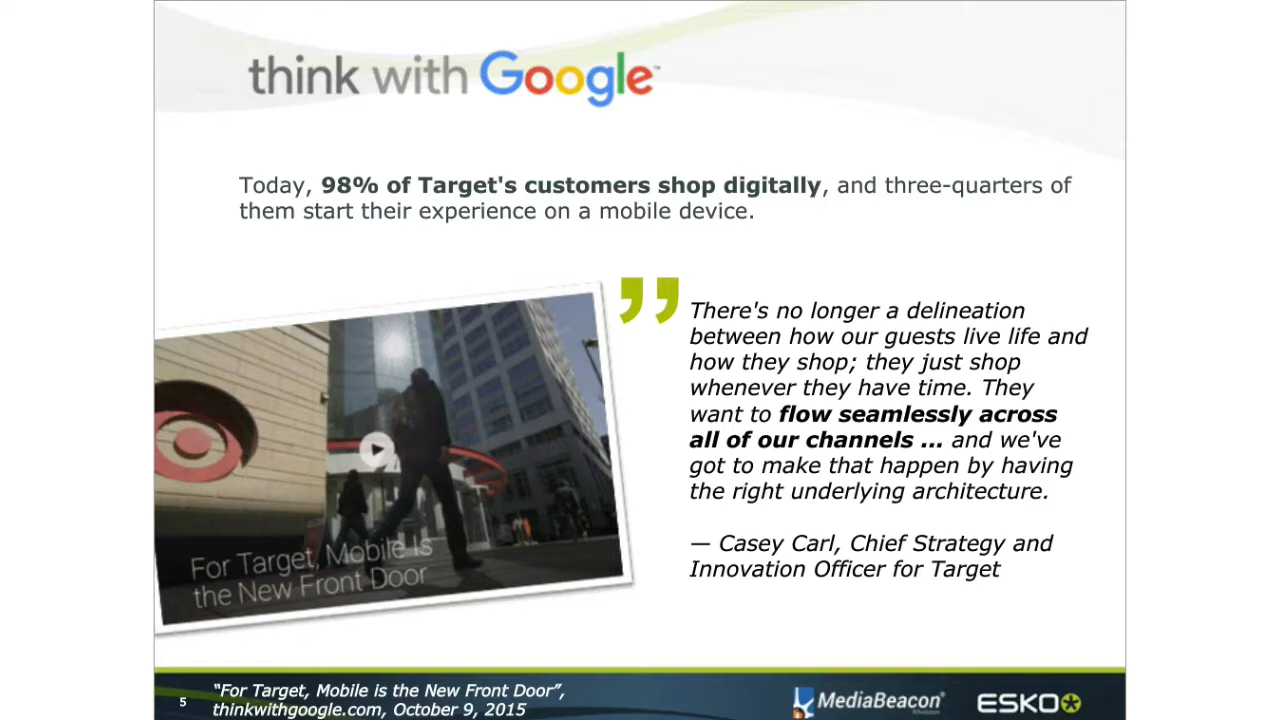 think with Google™
Today, 98% of Target's customers shop digitally, and three-quarters of
them start their experience on a mobile device.
”
There's no longer a delineation
between how our guests live life and
how they shop; they just shop
whenever they have time. They
want to flow seamlessly across
all of our channels ... and we've
got to make that happen by having
the right underlying architecture.
— Casey Carl, Chief Strategy and
Innovation Officer for Target
For Target, Mobile Is
the New Front Door
5
“For Target, Mobile is the New Front Door”,
thinkwithgoogle.com, October 9, 2015
MediaBeacon®
ESKO